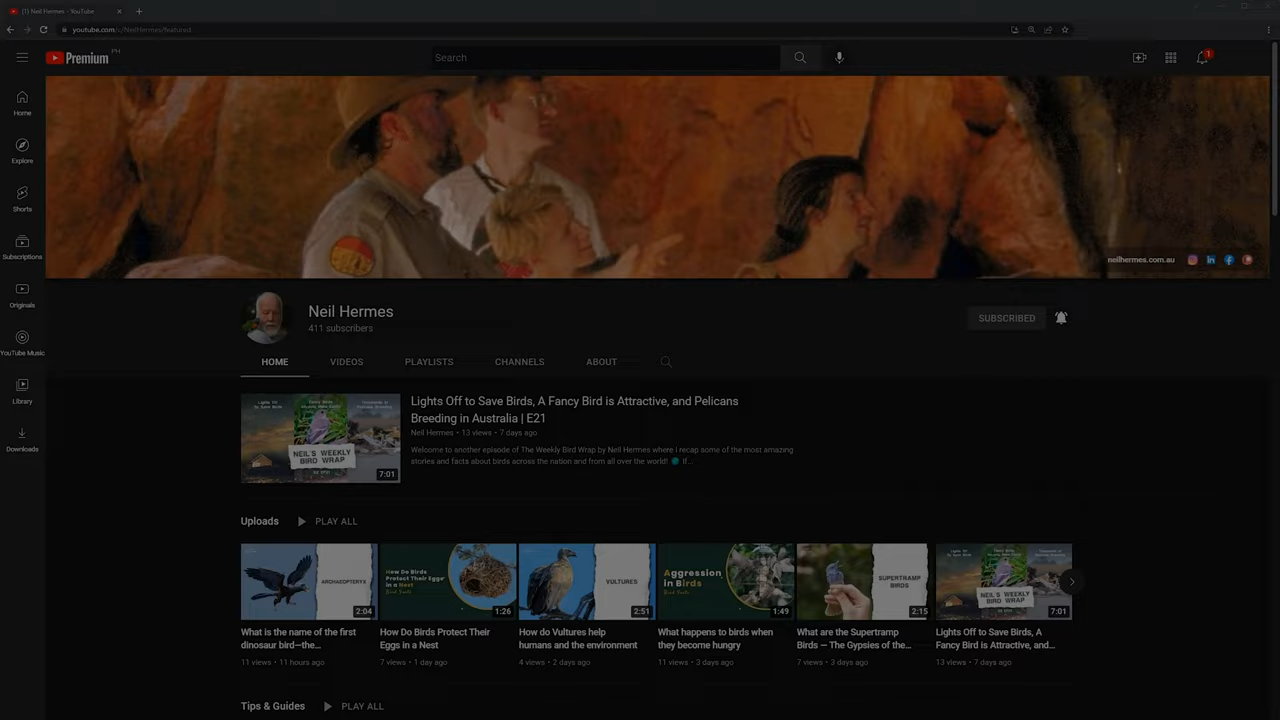 (1) Neil Hermes - YouTube
youtube.com/c/NeilHermes/featured
Premium
PH
Search
1
Home
Explore
Shorts
Subscriptions
Originals
YouTube Music
Library
Downloads
neilhermes.com.au
Neil Hermes
411 subscribers
SUBSCRIBED
HOME
VIDEOS
PLAYLISTS
CHANNELS
ABOUT
Lights Off to Save Birds, A Fancy Bird is Attractive, and Pelicans
Breeding in Australia | E21
Neil Hermes • 13 views • 7 days ago
Welcome to another episode of The Weekly Bird Wrap by Neil Hermes where i recap some of the most amazing
stories and facts about birds across the nation and from all over the world! If...
NEIL'S WEEKLY
BIRD WRAP
7:01
Uploads
PLAY ALL
ARCHAEOPTERYX
2:04
How Do Birds
Protect Their Eggs
in a Nest
Bird Facts
1:26
VULTURES
2:51
Aggression
in Birds
Bird Facts
1:49
SUPERTRAMP
BIRDS
2:15
NEIL'S WEEKLY
BIRD WRAP
7:01
What is the name of the first
dinosaur bird—the...
11 views • 11 hours ago
How Do Birds Protect Their
Eggs in a Nest
7 views • 1 day ago
How do Vultures help
humans and the environment
4 views • 2 days ago
What happens to birds when
they become hungry
11 views • 3 days ago
What are the Supertramp
Birds — The Gypsies of the...
7 views • 3 days ago
Lights Off to Save Birds, A
Fancy Bird is Attractive, and...
13 views • 7 days ago
Tips & Guides
PLAY ALL